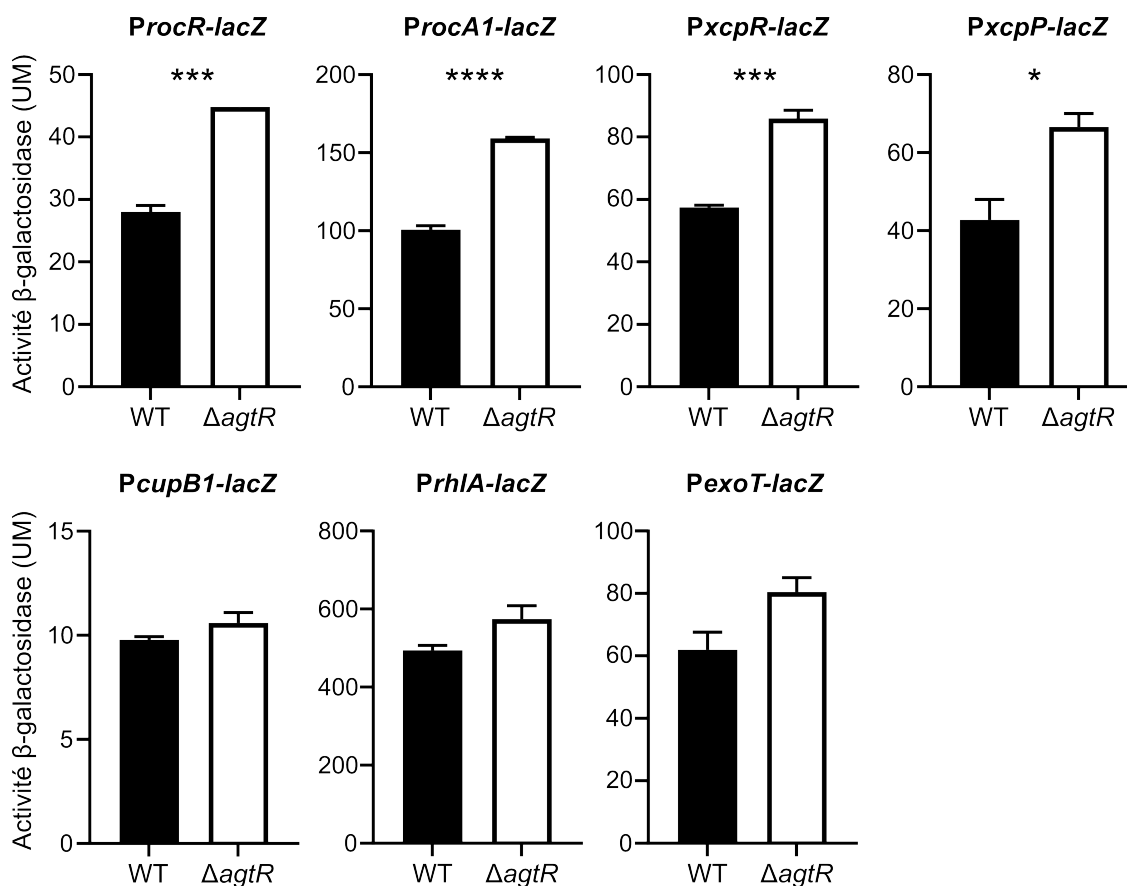 ProcR-lacZ
Activité β-galactosidase (UM)
50
40
30
20
10
0
***
WT ΔagtR
ProcA1-lacZ
200
150
100
50
0
****
WT ΔagtR
PxcpR-lacZ
100
80
60
40
20
0
***
WT ΔagtR
PxcpP-lacZ
80
60
40
20
0
*
WT ΔagtR
PcupB1-lacZ
Activité β-galactosidase (UM)
15
10
5
0
WT ΔagtR
PrhlA-lacZ
800
600
400
200
0
WT ΔagtR
PexoT-lacZ
100
80
60
40
20
0
WT ΔagtR